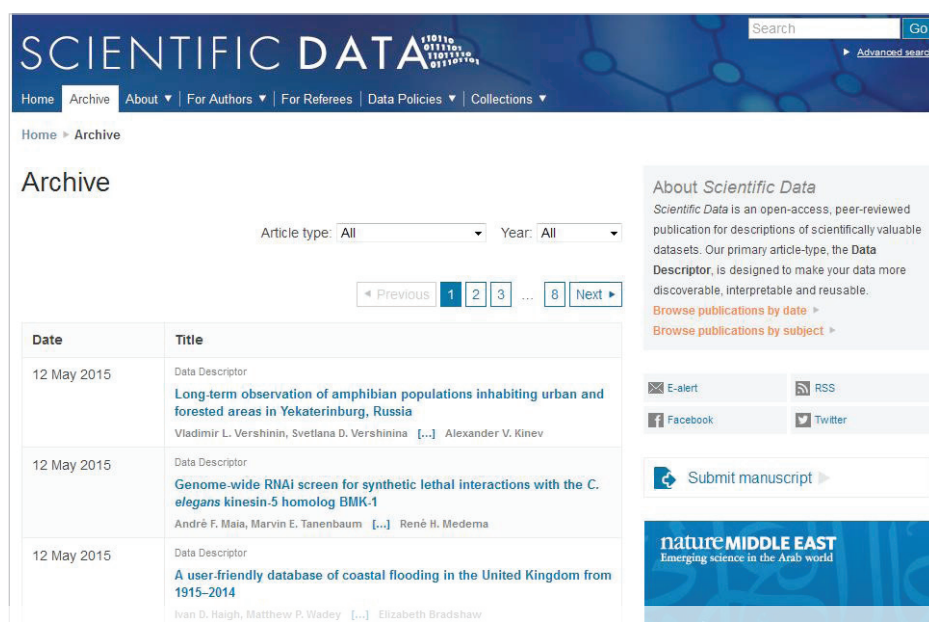 SCIENTIFIC DATA
110110
011101
Search
Go
Advanced searc
Home
Archive
About
For Authors
For Referees
Data Policies
Collections
Home
Archive
Archive
Article type: All
Year: All
Previous 1 2 3 ... 8 Next
Date
Title
12 May 2015
Data Descriptor
Long-term observation of amphibian populations inhabiting urban and
forested areas in Yekaterinburg, Russia
Vladimir L. Vershinin, Svetlana D. Vershinina [...] Alexander V. Kinev
12 May 2015
Data Descriptor
Genome-wide RNAi screen for synthetic lethal interactions with the C.
elegans kinesin-5 homolog BMK-1
André F. Maia, Marvin E. Tanenbaum [...] René H. Medema
12 May 2015
Data Descriptor
A user-friendly database of coastal flooding in the United Kingdom from
1915–2014
Ivan D. Haigh, Matthew P. Wadey [...] Elizabeth Bradshaw
About Scientific Data
Scientific Data is an open-access, peer-reviewed
publication for descriptions of scientifically valuable
datasets. Our primary article-type, the Data
Descriptor, is designed to make your data more
discoverable, interpretable and reusable.
Browse publications by date
Browse publications by subject
E-alert
RSS
Facebook
Twitter
Submit manuscript
nature MIDDLE EAST
Emerging science in the Arab world